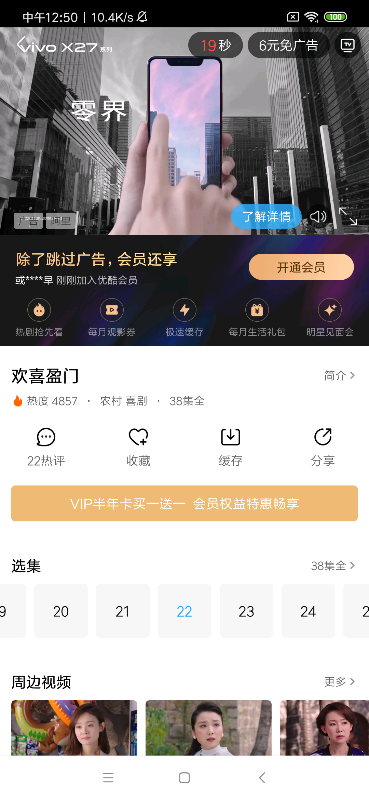 中午12:50 | 10.4K/s
100
vivo X27 系列
19秒
6元免广告
TV
零界
广告
了解详情
除了跳过广告，会员还享
或****早 刚刚加入优酷会员
开通会员
热剧抢先看
每月观影券
极速缓存
每月生活礼包
明星见面会
欢喜盈门
简介 >
热度 4857 · 农村 喜剧 · 38集全
22热评
收藏
缓存
分享
VIP半年卡买一送一 会员权益特惠畅享
选集
38集全 >
9
20
21
22
23
24
2
周边视频
更多 >